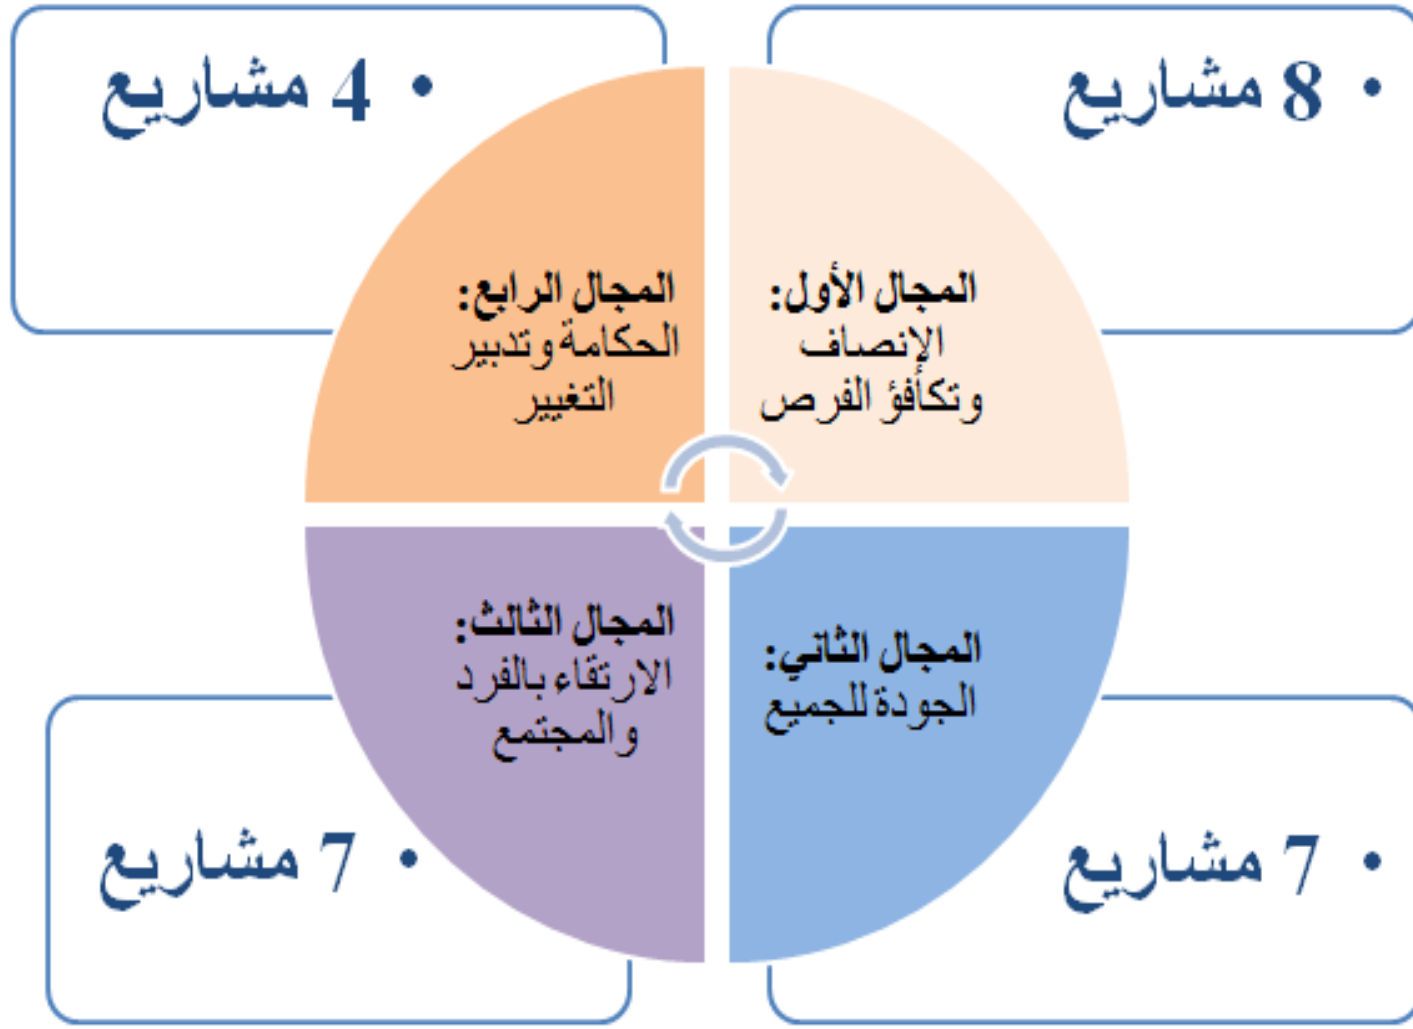 • 8 مشاريع
• 4 مشاريع
المجال الأول:
الإنصاف
وتكافؤ الفرص
المجال الرابع:
الحكامة وتدبير
التغيير
المجال الثاني:
الجودة للجميع
المجال الثالث:
الارتقاء بالفرد
والمجتمع
• 7 مشاريع
• 7 مشاريع